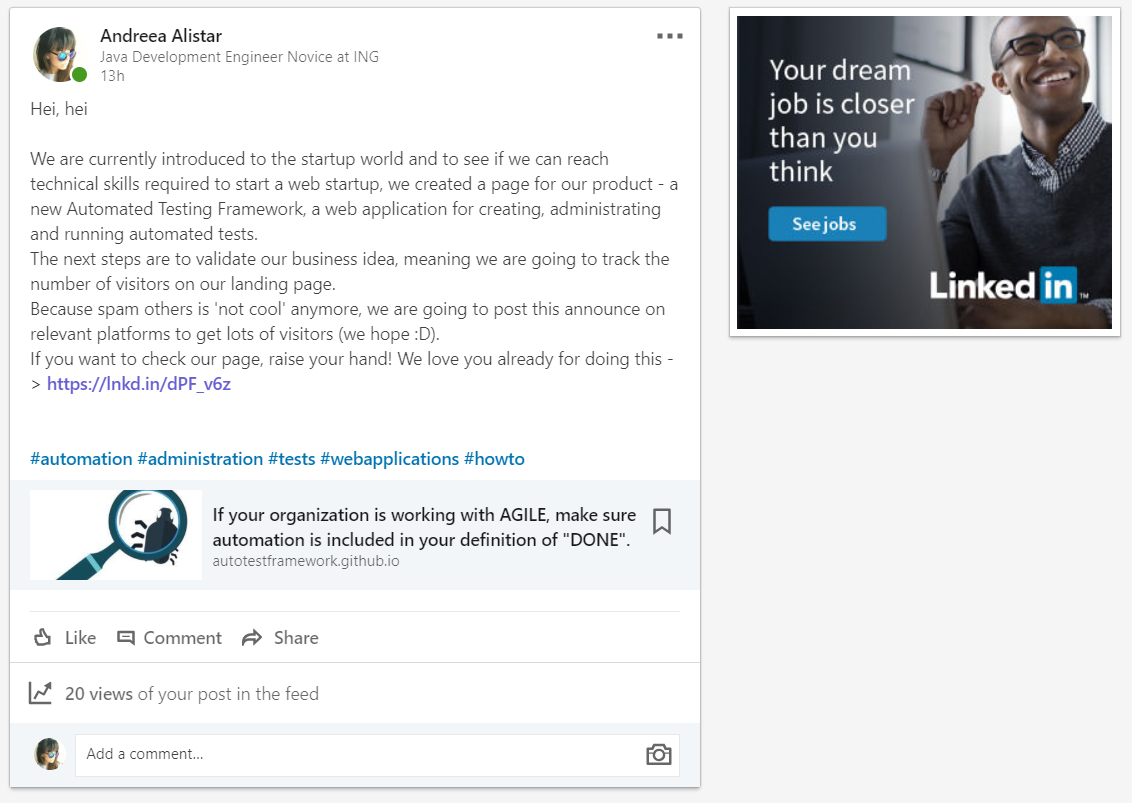 Andreea Alistar
Java Development Engineer Novice at ING
13h
Hei, hei
We are currently introduced to the startup world and to see if we can reach
technical skills required to start a web startup, we created a page for our product - a
new Automated Testing Framework, a web application for creating, administrating
and running automated tests.
The next steps are to validate our business idea, meaning we are going to track the
number of visitors on our landing page.
Because spam others is 'not cool' anymore, we are going to post this announce on
relevant platforms to get lots of visitors (we hope :D).
If you want to check our page, raise your hand! We love you already for doing this -
> https://lnkd.in/dPF_v6z
#automation #administration #tests #webapplications #howto
If your organization is working with AGILE, make sure
automation is included in your definition of "DONE".
autotestframework.github.io
Like Comment Share
20 views of your post in the feed
Add a comment...
Your dream
job is closer
than you
think
See jobs
Linked in ™